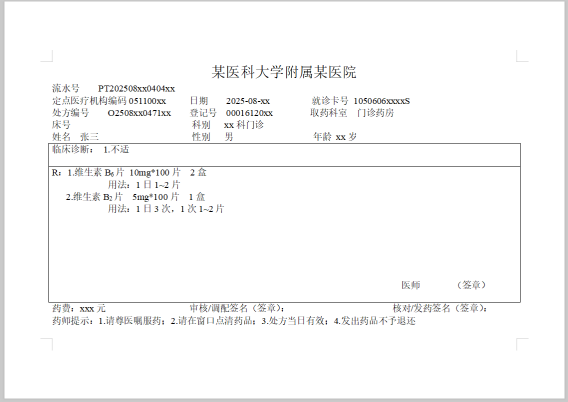 某医科大学附属某医院
流水号 PT202508xx0404xx
定点医疗机构编码 051100xx 日期 2025-08-xx 就诊卡号 1050606xxxxS
处方编号 O2508xx0471xx 登记号 00016120xx 取药科室 门诊药房
床号 科别 xx 科门诊
姓名 张三 性别 男 年龄 xx 岁
临床诊断： 1.不适
R：1.维生素 B₆片 10mg*100 片 2 盒
用法：1 日 1~2 片
2.维生素 B₂片 5mg*100 片 1 盒
用法：1 日 3 次，1 次 1~2 片
医师 （签章）
药费：xxx 元 审核/调配签名（签章）： 核对/发药签名（签章）：
药师提示：1.请尊医嘱服药；2.请在窗口点清药品；3.处方当日有效；4.发出药品不予退还